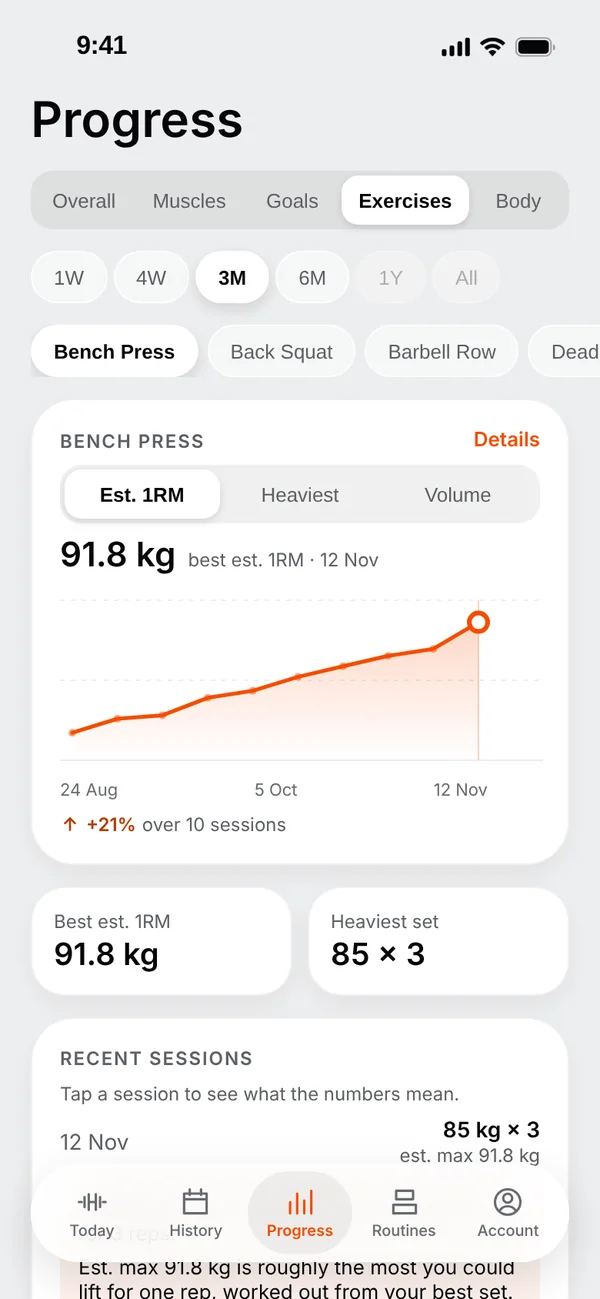 9:41
Progress
Overall Muscles Goals Exercises Body
1W 4W 3M 6M 1Y All
Bench Press Back Squat Barbell Row Dead
BENCH PRESS Details
Est. 1RM Heaviest Volume
91.8 kg best est. 1RM · 12 Nov
24 Aug 5 Oct 12 Nov
↑ +21% over 10 sessions
Best est. 1RM Heaviest set
91.8 kg 85 × 3
RECENT SESSIONS
Tap a session to see what the numbers mean.
12 Nov 85 kg × 3
est. max 91.8 kg
Today History Progress Routines Account
Est. max 91.8 kg is roughly the most you could
lift for one rep, worked out from your best set.